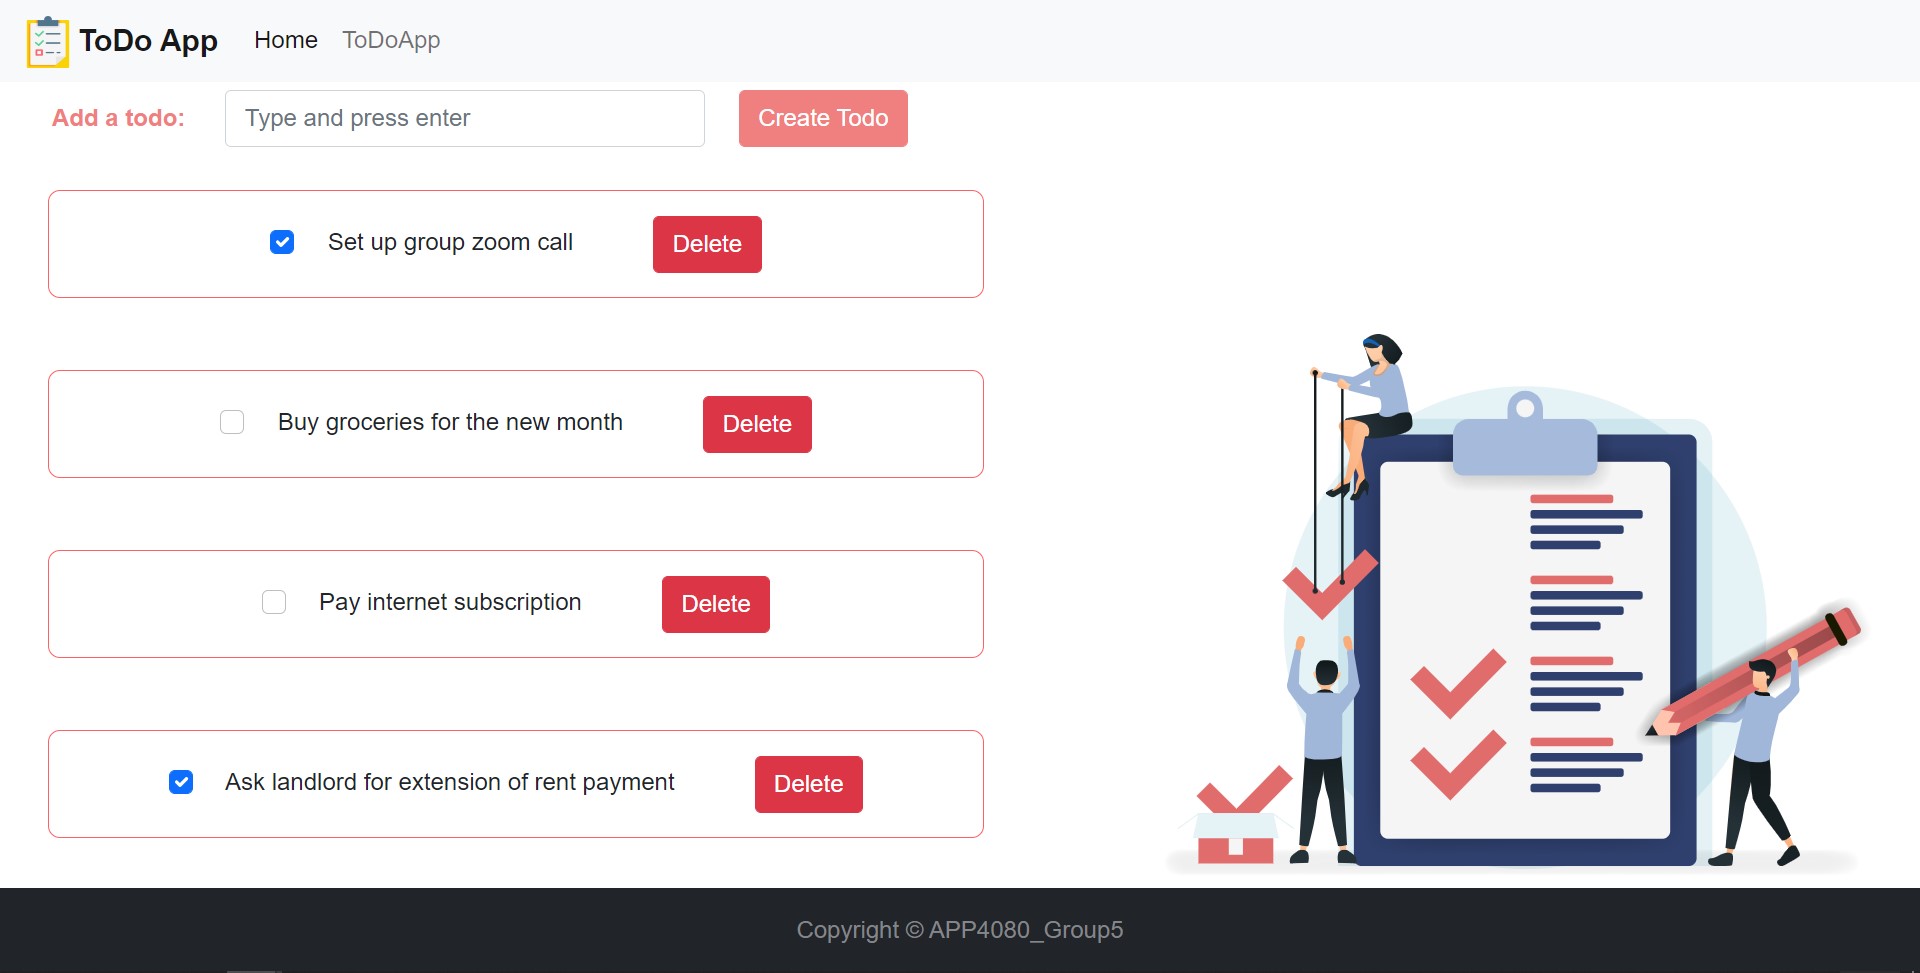 ToDo App Home ToDoApp
Add a todo: Type and press enter Create Todo
Set up group zoom call Delete
Buy groceries for the new month Delete
Pay internet subscription Delete
Ask landlord for extension of rent payment Delete
Copyright © APP4080_Group5